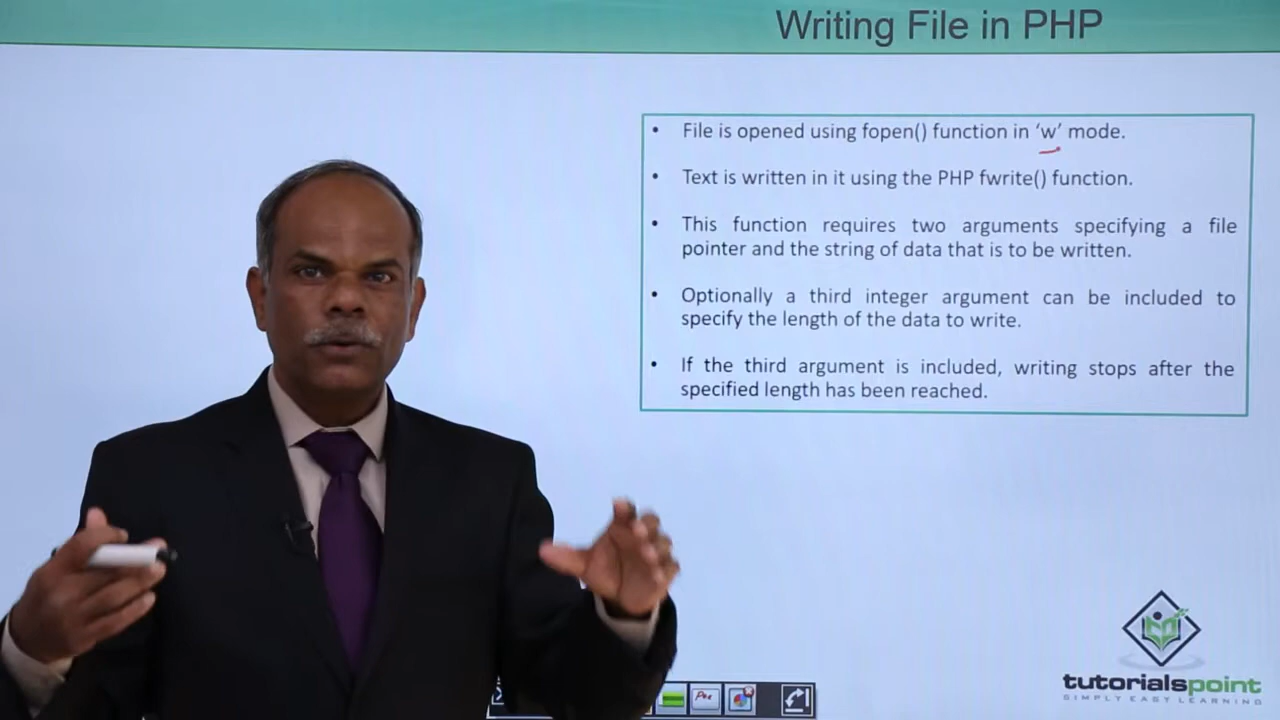 Writing File in PHP
• File is opened using fopen() function in ‘w’ mode.
• Text is written in it using the PHP fwrite() function.
• This function requires two arguments specifying a file
pointer and the string of data that is to be written.
• Optionally a third integer argument can be included to
specify the length of the data to write.
• If the third argument is included, writing stops after the
specified length has been reached.
Pen
tutorialspoint
SIMPLY EASY LEARNING